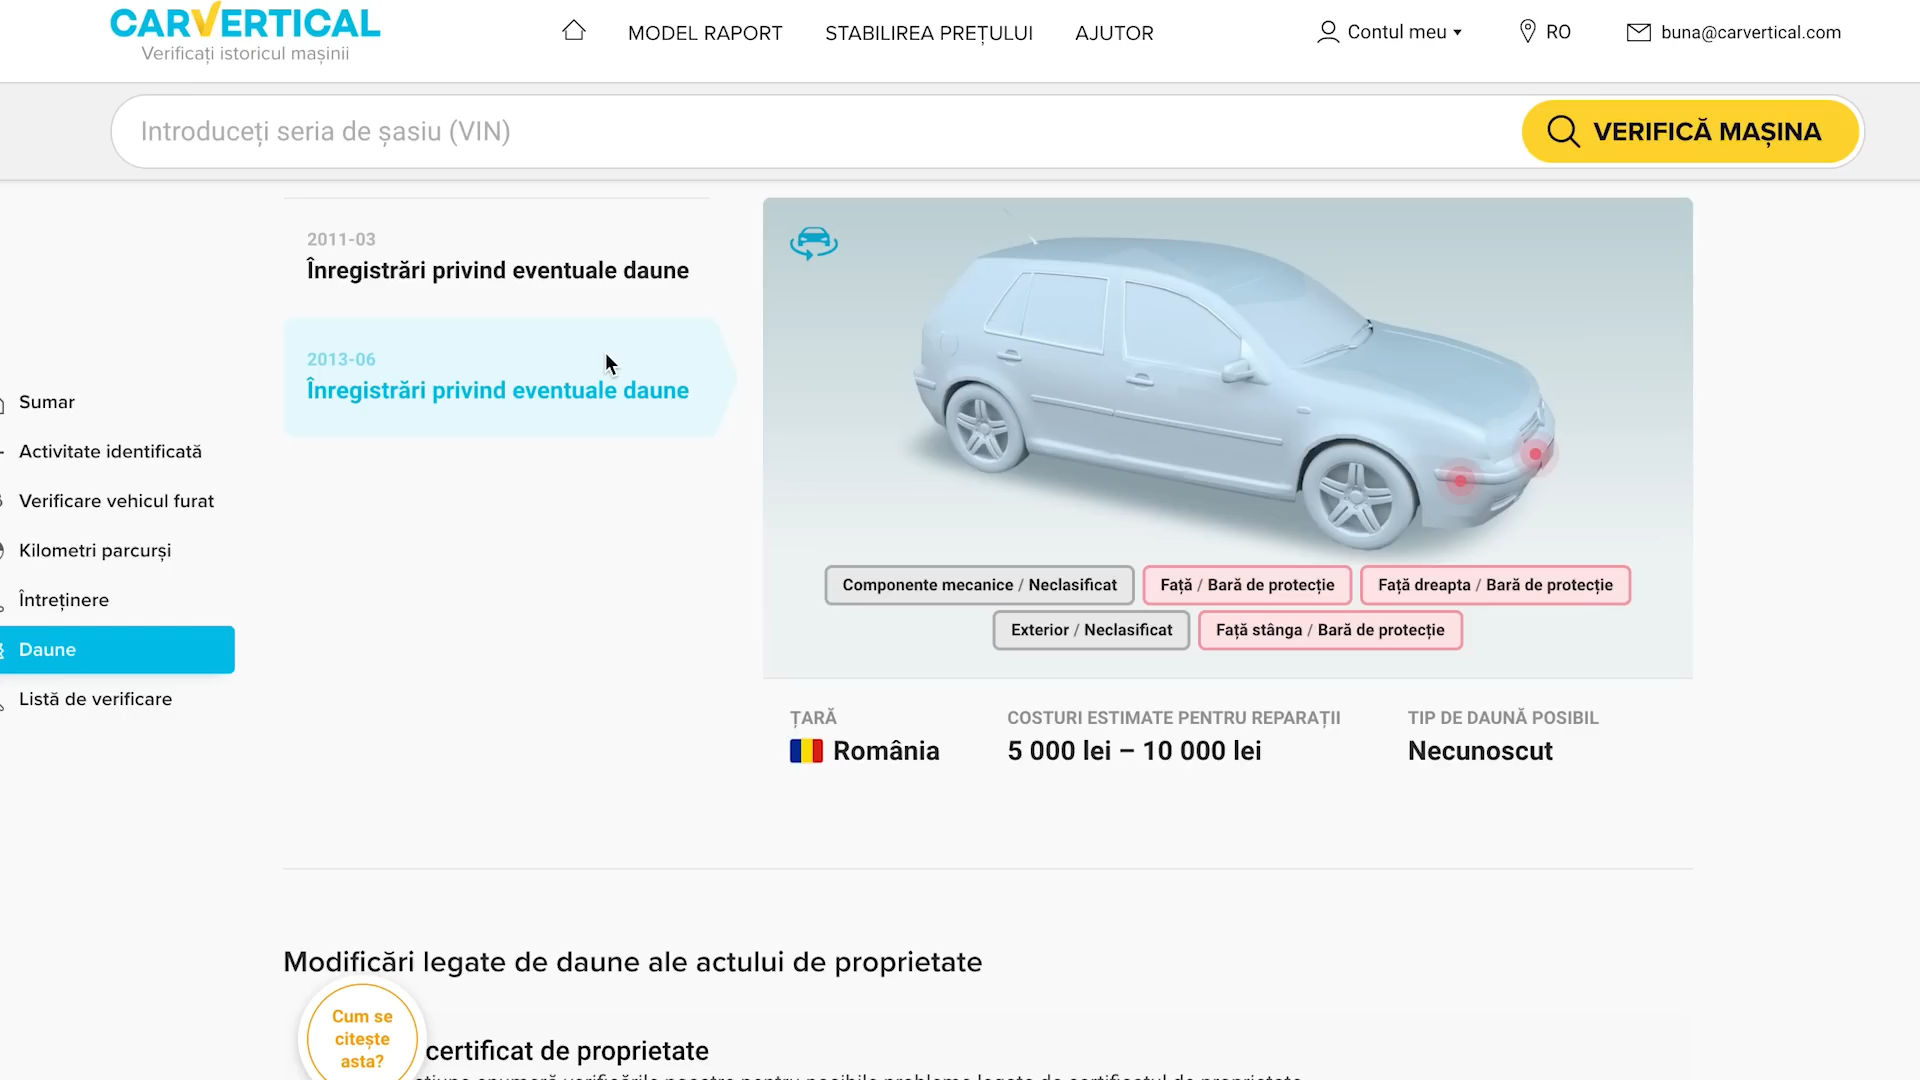 CARVERTICAL
Verificați istoricul mașinii
MODEL RAPORT
STABILIREA PREȚULUI
AJUTOR
Contul meu
RO
buna@carvertical.com
Introduceți seria de șasiu (VIN)
VERIFICĂ MAȘINA
2011-03
Înregistrări privind eventuale daune
2013-06
Înregistrări privind eventuale daune
Sumar
Activitate identificată
Verificare vehicul furat
Kilometri parcurși
Întreținere
Daune
Listă de verificare
Componente mecanice / Neclasificat
Față / Bară de protecție
Față dreapta / Bară de protecție
Exterior / Neclasificat
Față stânga / Bară de protecție
ȚARĂ
România
COSTURI ESTIMATE PENTRU REPARAȚII
5 000 lei – 10 000 lei
TIP DE DAUNĂ POSIBIL
Necunoscut
Modificări legate de daune ale actului de proprietate
Cum se
citește
asta?
certificat de proprietate